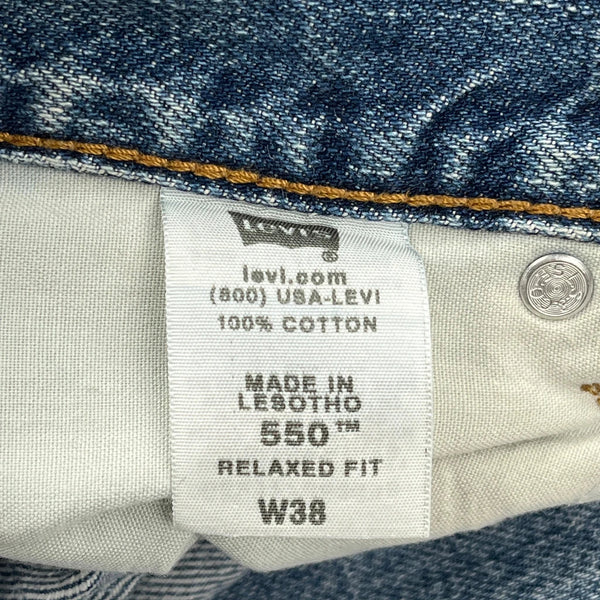 LEVI'S
®
levi.com
(800) USA-LEVI
100% COTTON
MADE IN
LESOTHO
550™
RELAXED FIT
W38